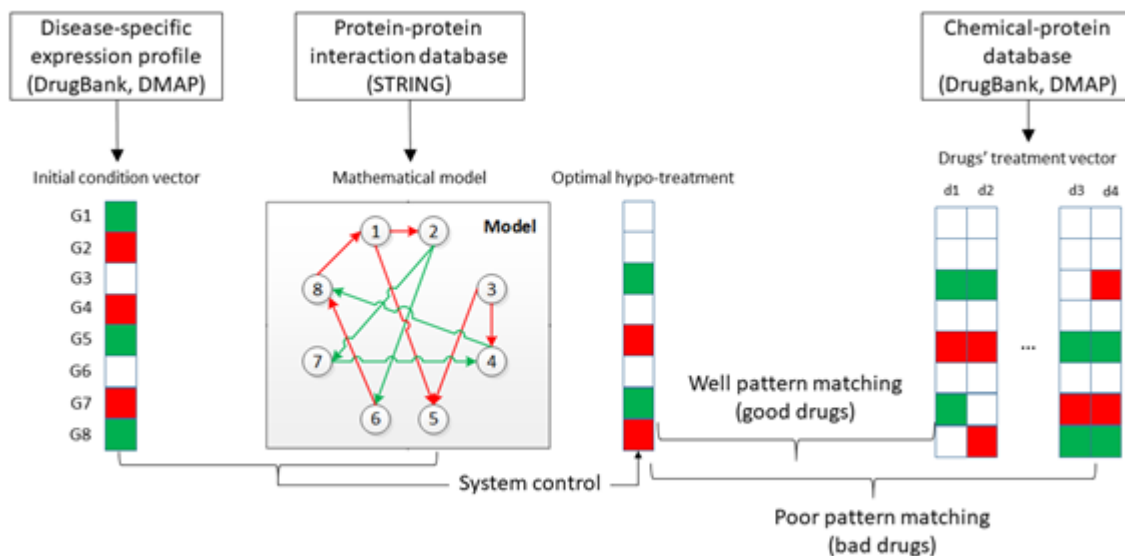 Disease-specific
expression profile
(DrugBank, DMAP)
Protein-protein
interaction database
(STRING)
Chemical-protein
database
(DrugBank, DMAP)
Initial condition vector
Mathematical model
Optimal hypo-treatment
Drugs' treatment vector
d1 d2 d3 d4
G1
G2
G3
G4
G5
G6
G7
G8
Model
1
2
8
3
7
4
6
5
...
Well pattern matching
(good drugs)
System control
Poor pattern matching
(bad drugs)